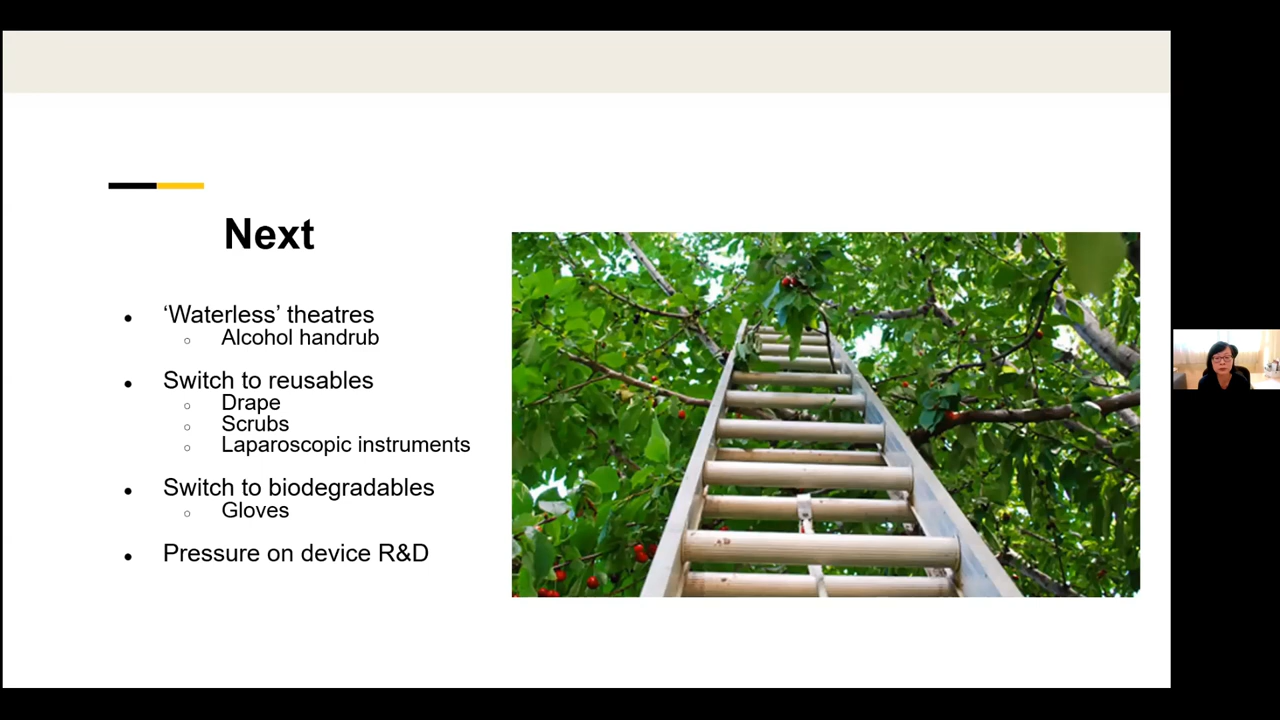 Next
• ‘Waterless’ theatres
○ Alcohol handrub
• Switch to reusables
○ Drape
○ Scrubs
○ Laparoscopic instruments
• Switch to biodegradables
○ Gloves
• Pressure on device R&D